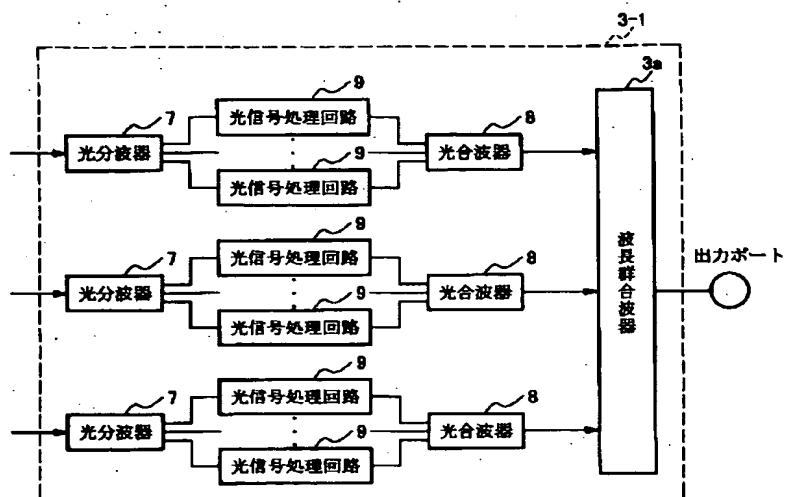 3-1
3a
9
7
光信号処理回路
8
光分波器
光合波器
9
光信号処理回路
9
7
光信号処理回路
8
光分波器
光合波器
9
光信号処理回路
波長群合波器
出力ポート
9
7
光信号処理回路
8
光分波器
光合波器
9
光信号処理回路